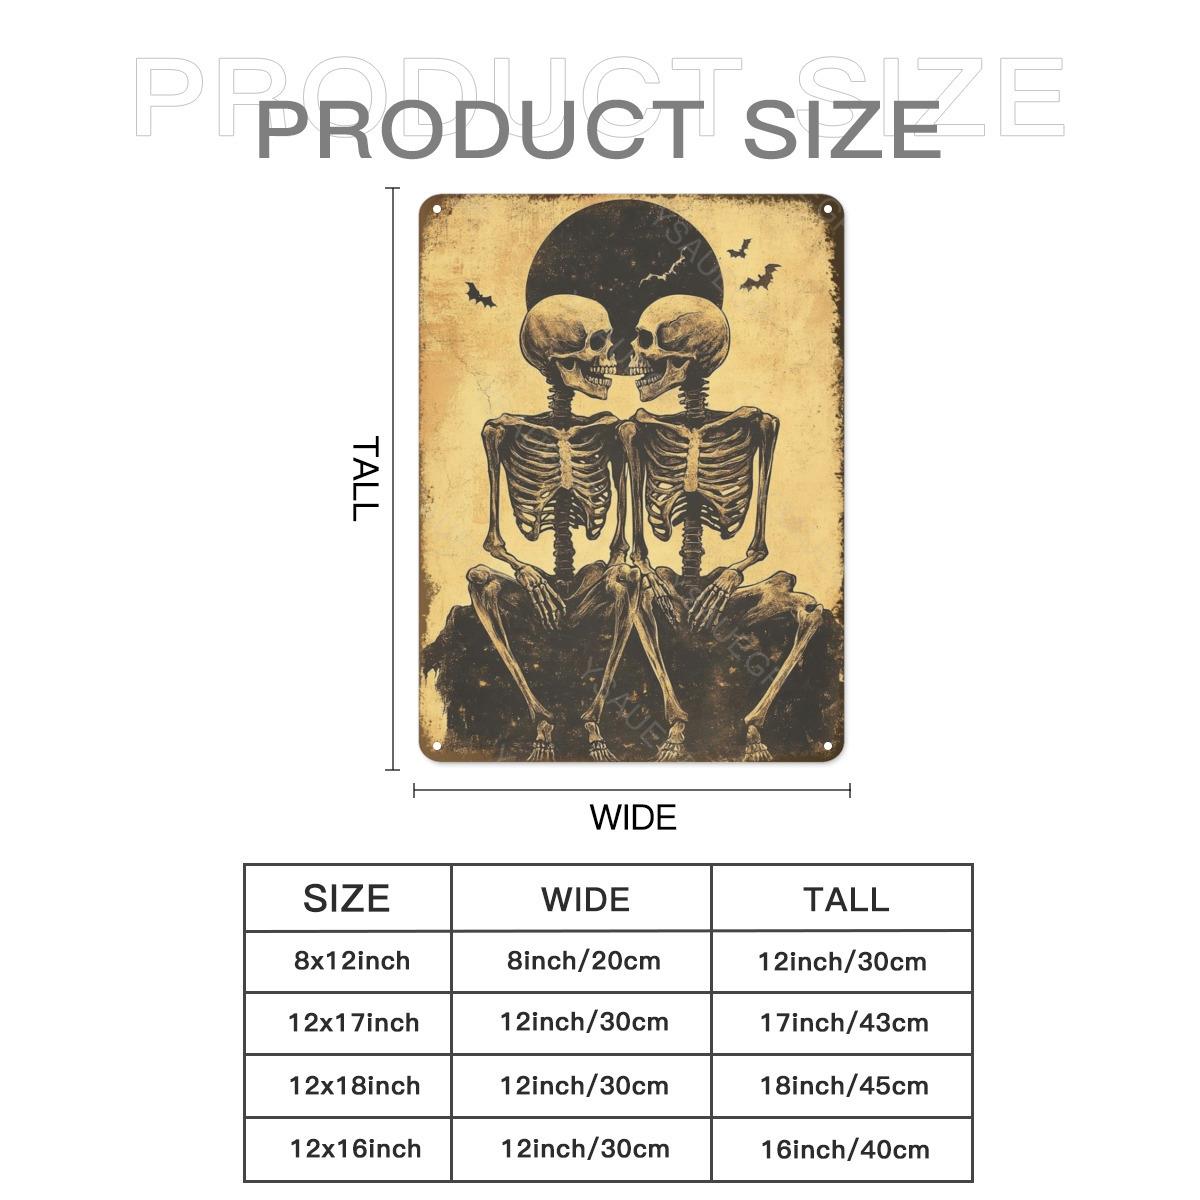 PRODUCT SIZE
PRODUCT SIZE
TALL
WIDE
SIZE WIDE TALL
8x12inch 8inch/20cm 12inch/30cm
12x17inch 12inch/30cm 17inch/43cm
12x18inch 12inch/30cm 18inch/45cm
12x16inch 12inch/30cm 16inch/40cm